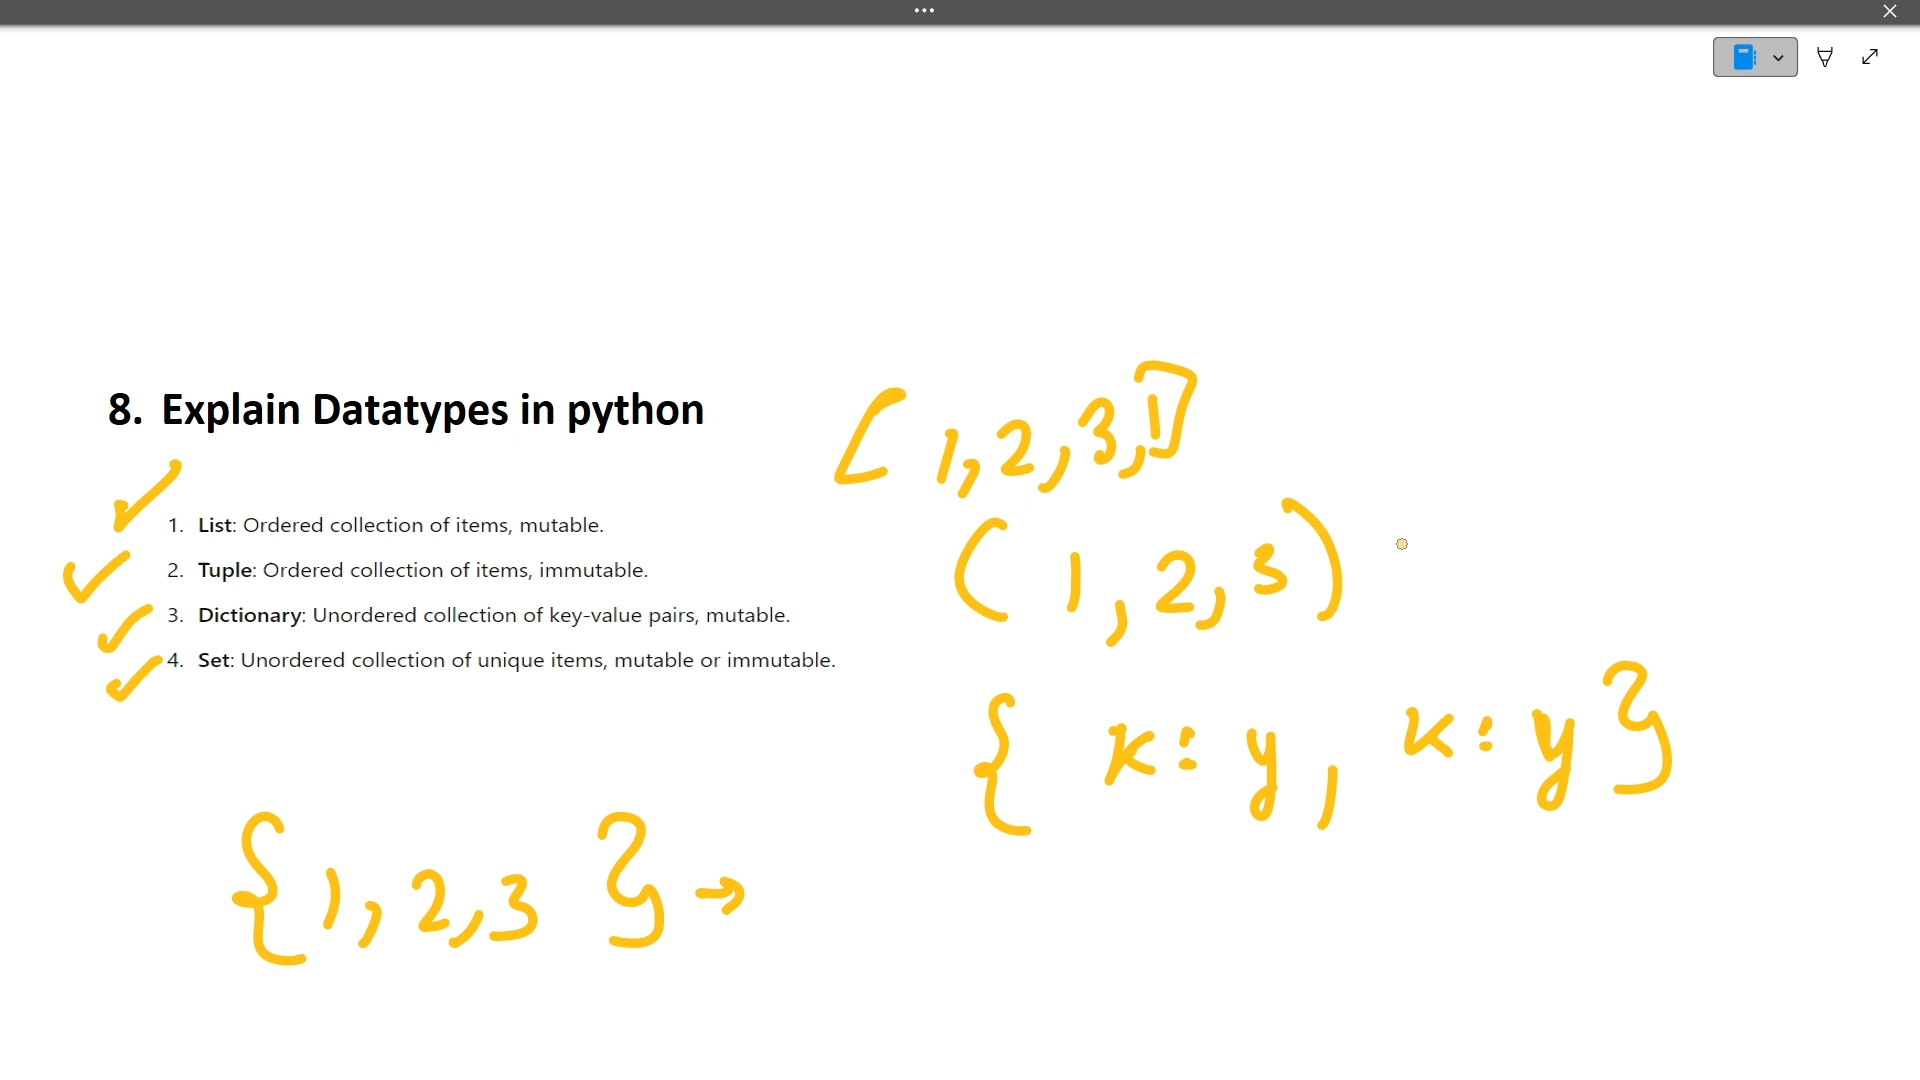 8. Explain Datatypes in python
[1,2,3,1]
1. List: Ordered collection of items, mutable.
(1,2,3)
2. Tuple: Ordered collection of items, immutable.
3. Dictionary: Unordered collection of key-value pairs, mutable.
4. Set: Unordered collection of unique items, mutable or immutable.
{ k:y, k:y }
{1,2,3} →